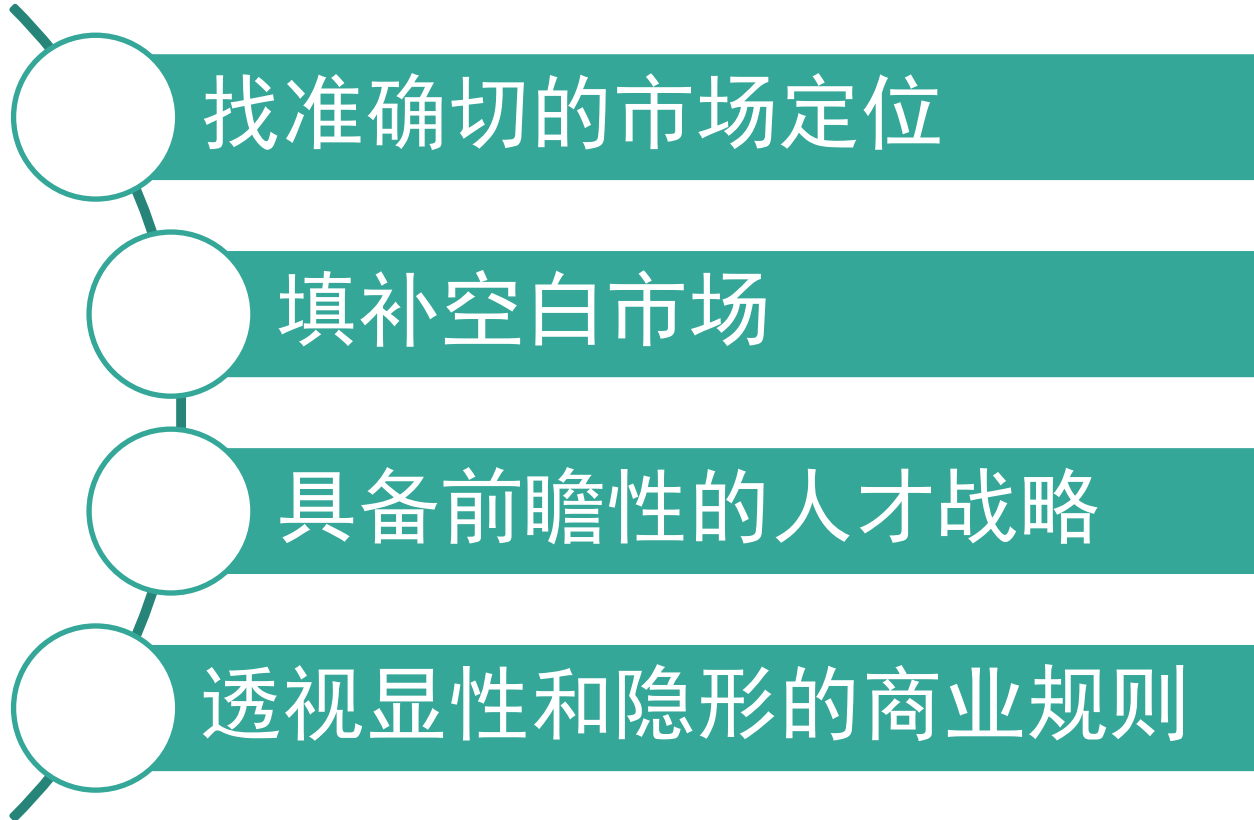 找准确切的市场定位
填补空白市场
具备前瞻性的人才战略
透视显性和隐形的商业规则